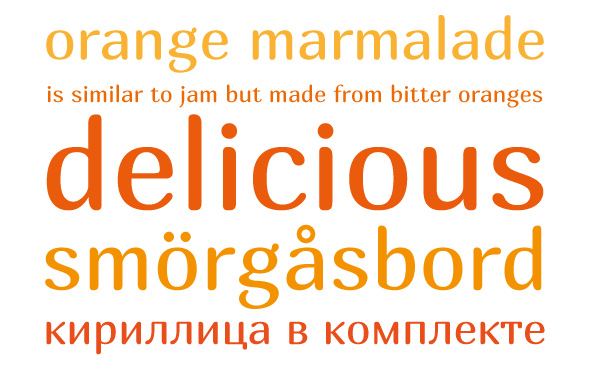 orange marmalade
is similar to jam but made from bitter oranges
delicious
smörgåsbord
кириллица в комплекте